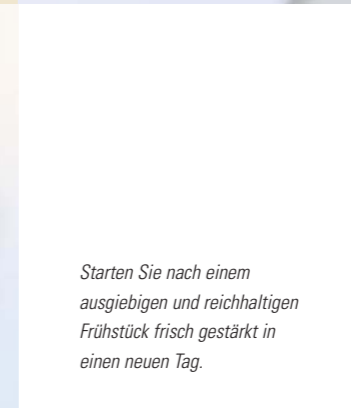 Starten Sie nach einem
ausgiebigen und reichhaltigen
Frühstück frisch gestärkt in
einen neuen Tag.